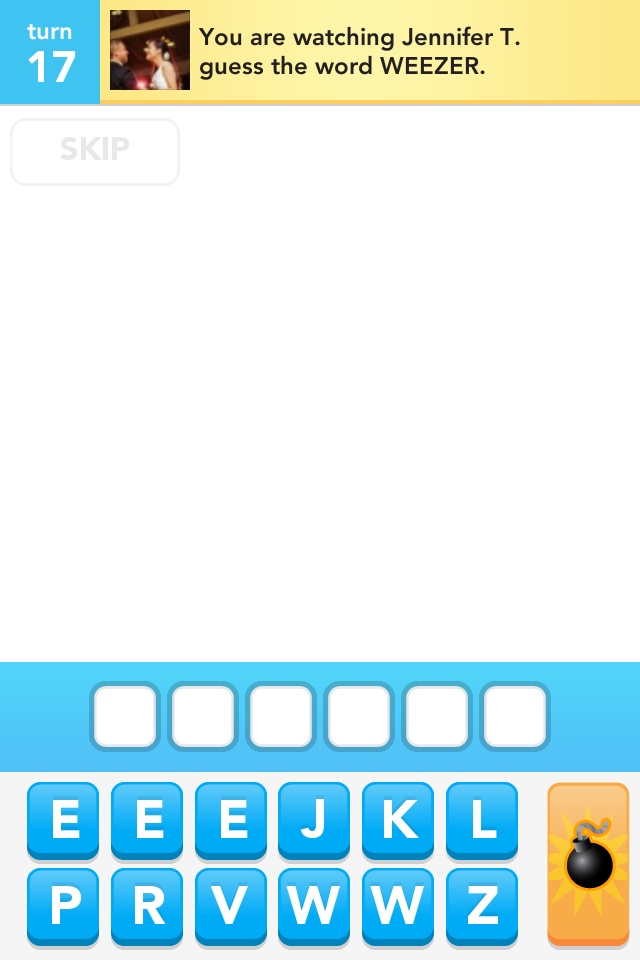 turn
17
You are watching Jennifer T.
guess the word WEEZER.
SKIP
E E E J K L
P R V W W Z